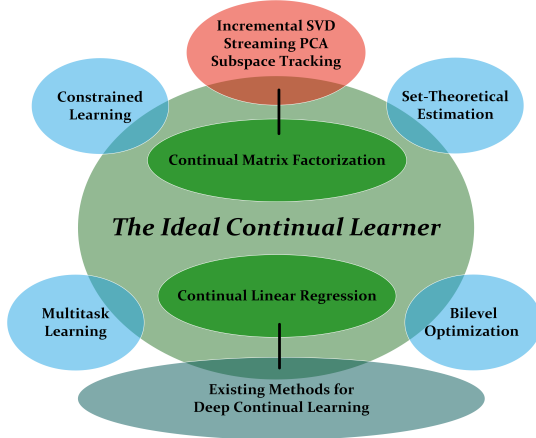 Incremental SVD
Streaming PCA
Subspace Tracking
Constrained
Learning
Set-Theoretical
Estimation
Continual Matrix Factorization
The Ideal Continual Learner
Continual Linear Regression
Multitask
Learning
Bilevel
Optimization
Existing Methods for
Deep Continual Learning